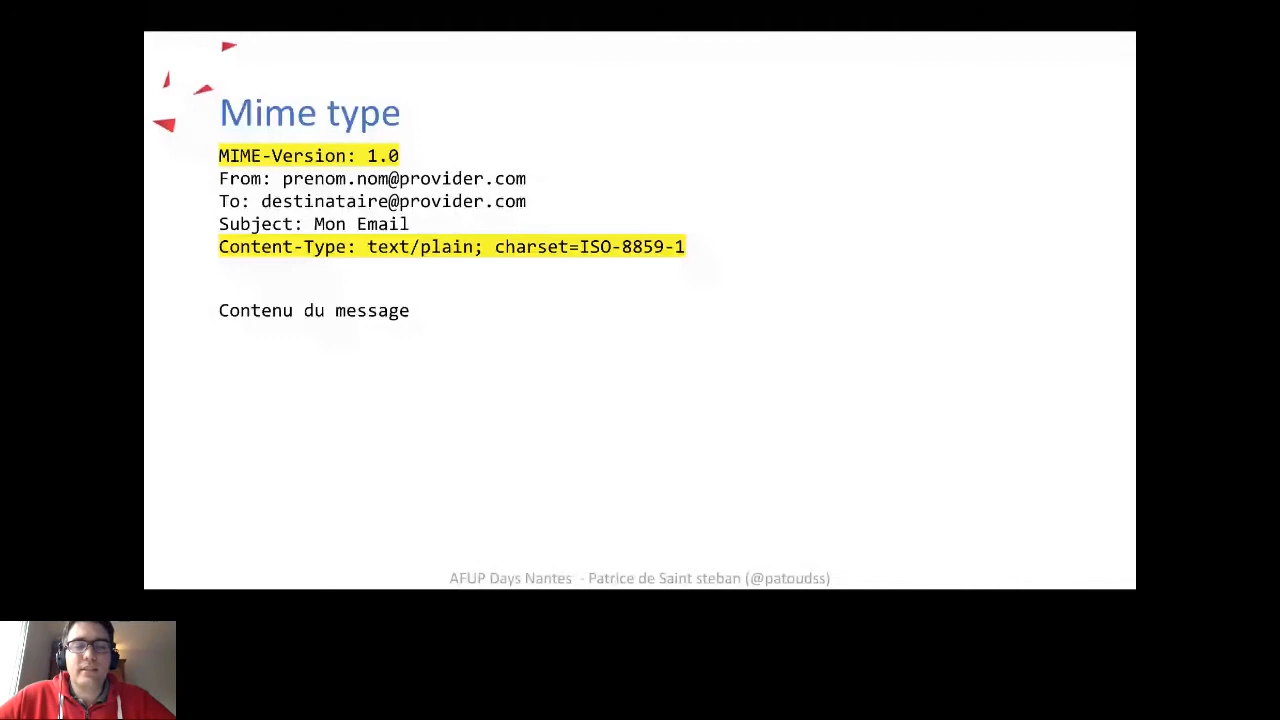 Mime type
MIME-Version: 1.0
From: prenom.nom@provider.com
To: destinataire@provider.com
Subject: Mon Email
Content-Type: text/plain; charset=ISO-8859-1
Contenu du message
AFUP Days Nantes - Patrice de Saint steban (@patoudss)